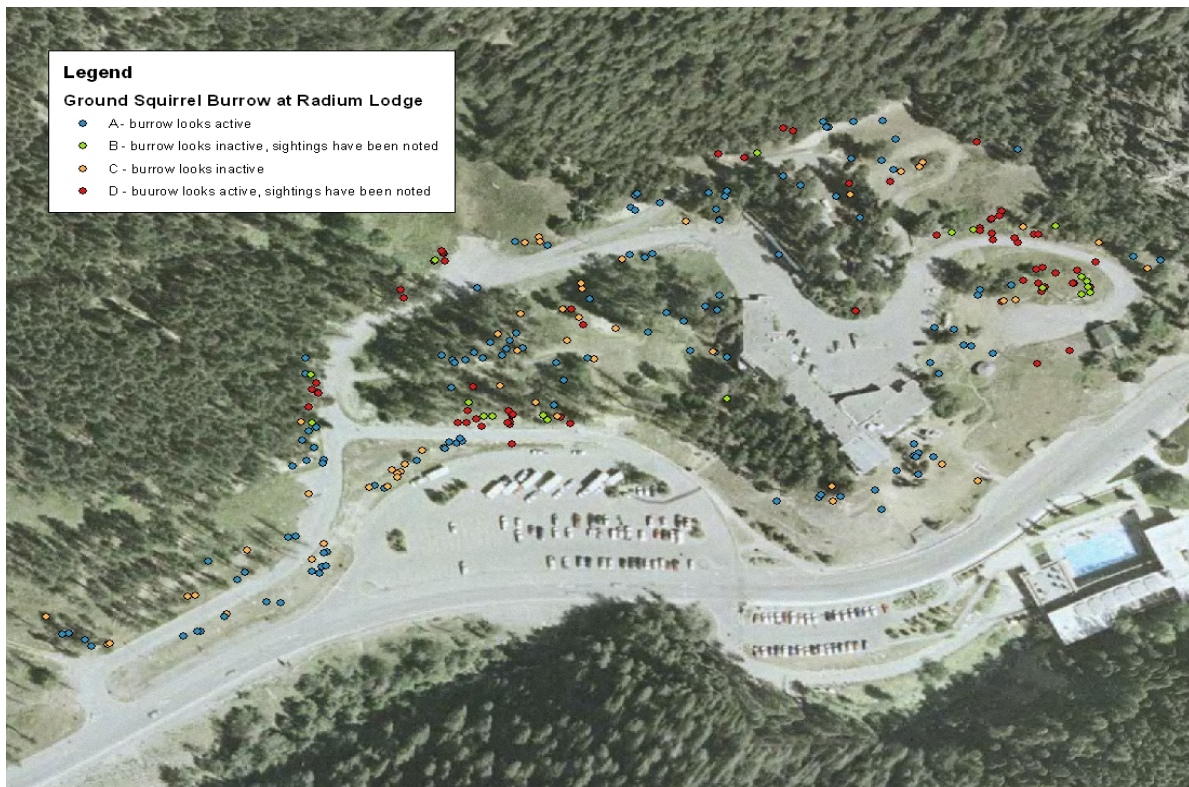 Legend
Ground Squirrel Burrow at Radium Lodge
A - burrow looks active
B - burrow looks inactive, sightings have been noted
C - burrow looks inactive
D - buurow looks active, sightings have been noted